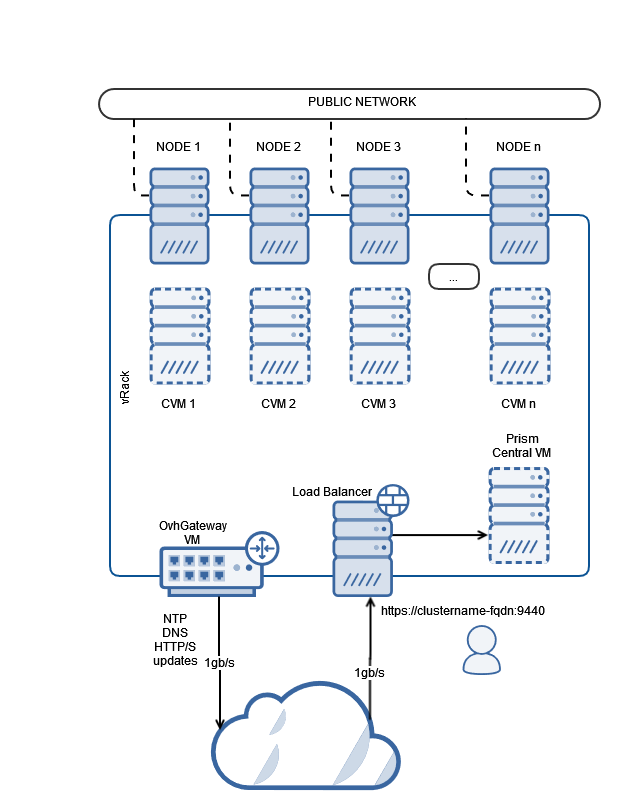 PUBLIC NETWORK
NODE 1
NODE 2
NODE 3
NODE n
...
CVM 1
CVM 2
CVM 3
CVM n
vRack
Prism
Central VM
Load Balancer
OvhGateway
VM
https://clustername-fqdn:9440
NTP
DNS
HTTP/S
updates
1gb/s
1gb/s